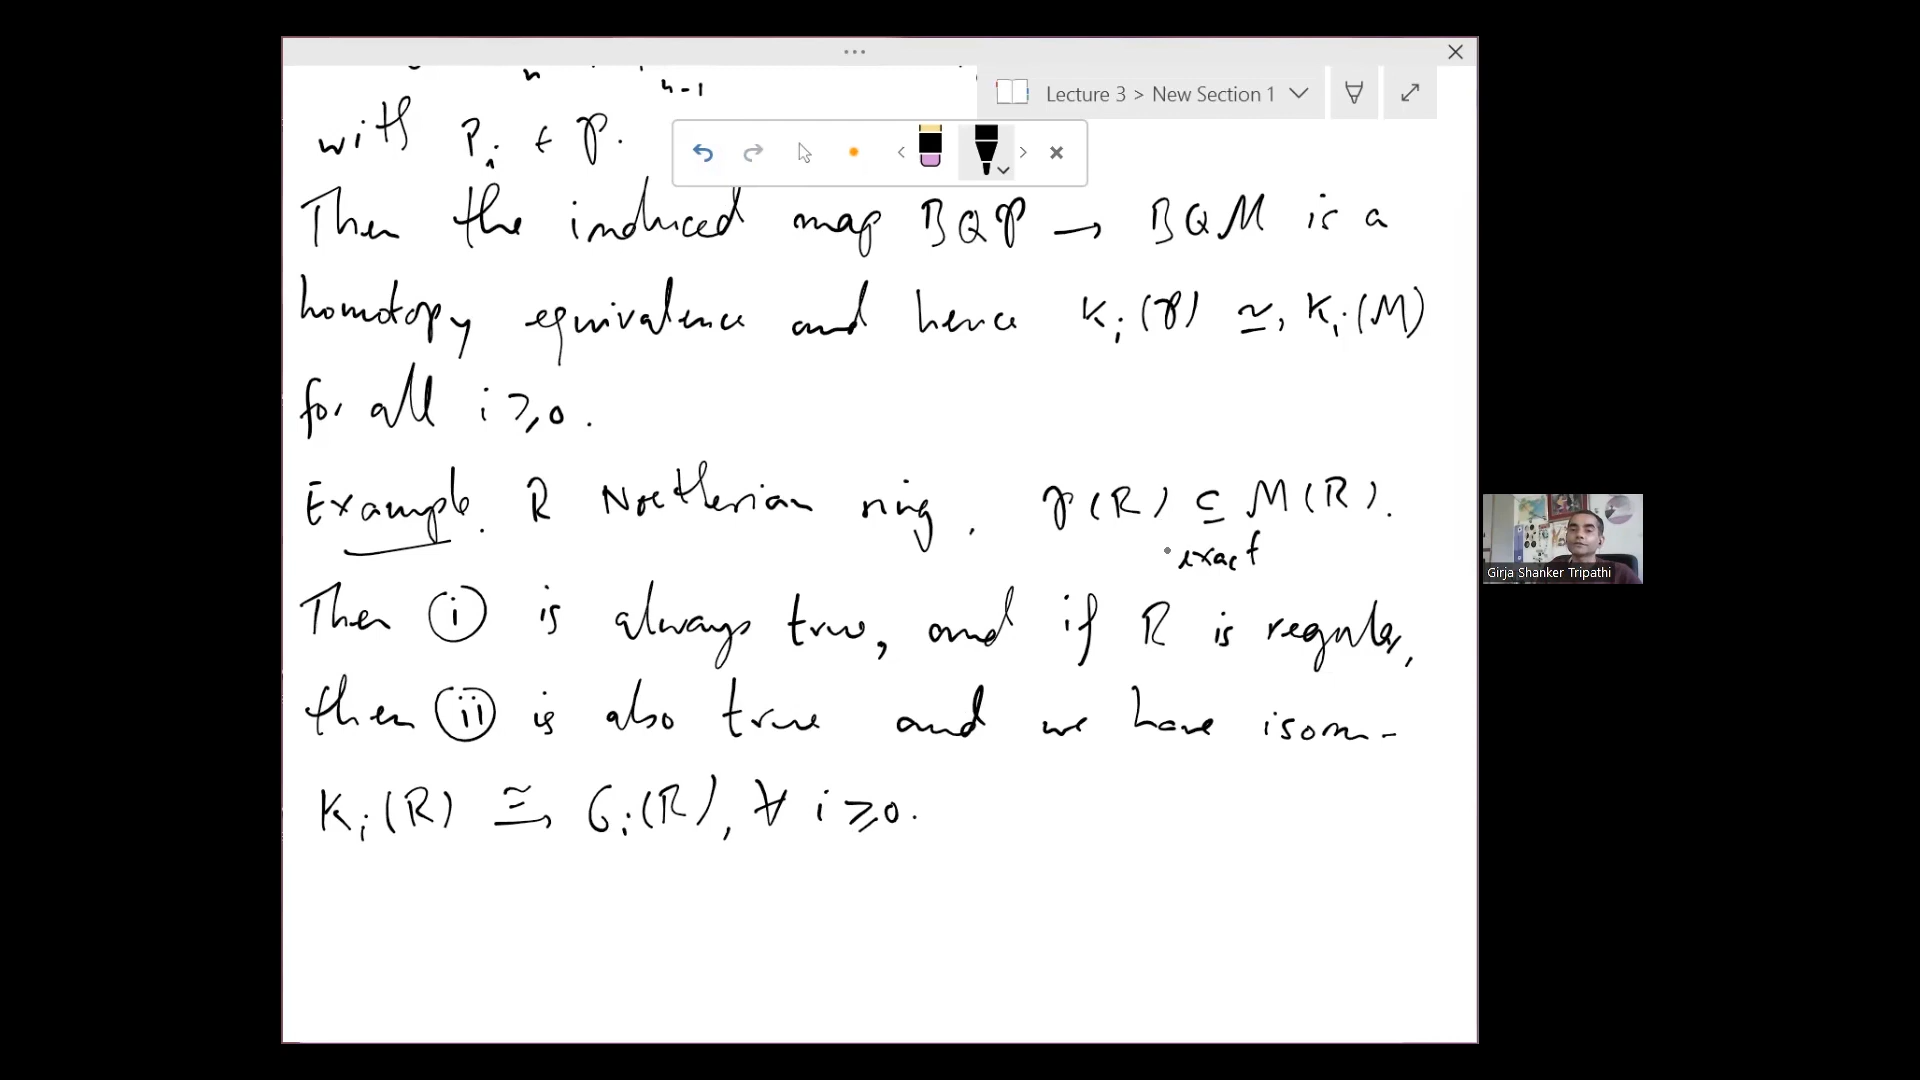 n
n-1
Lecture 3 > New Section 1
with P_i ∈ 𝒫.
Then the induced map BQ𝒫 → BQM is a
homotopy equivalence and hence K_i(𝒫) ≃ K_i(M)
for all i ≥ 0.
Example. R Noetherian ring, 𝒫(R) ⊆ M(R).
exact
Then (i) is always true, and if R is regular,
then (ii) is also true and we have isom-
K_i(R) ≅ G_i(R), ∀ i ≥ 0.
Girja Shanker Tripathi